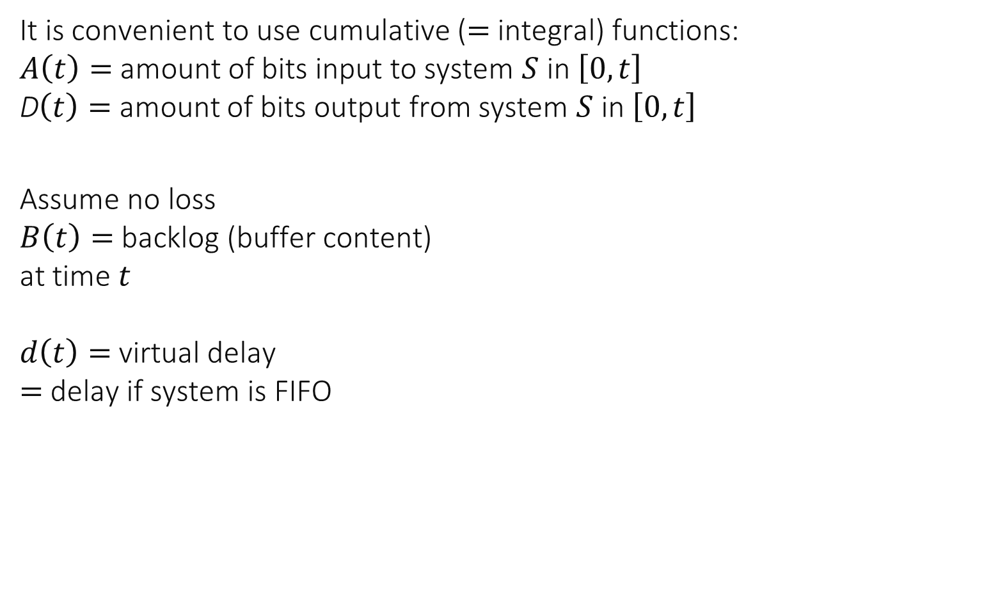 It is convenient to use cumulative (= integral) functions:
A(t) = amount of bits input to system S in [0, t]
D(t) = amount of bits output from system S in [0, t]
Assume no loss
B(t) = backlog (buffer content)
at time t
d(t) = virtual delay
= delay if system is FIFO